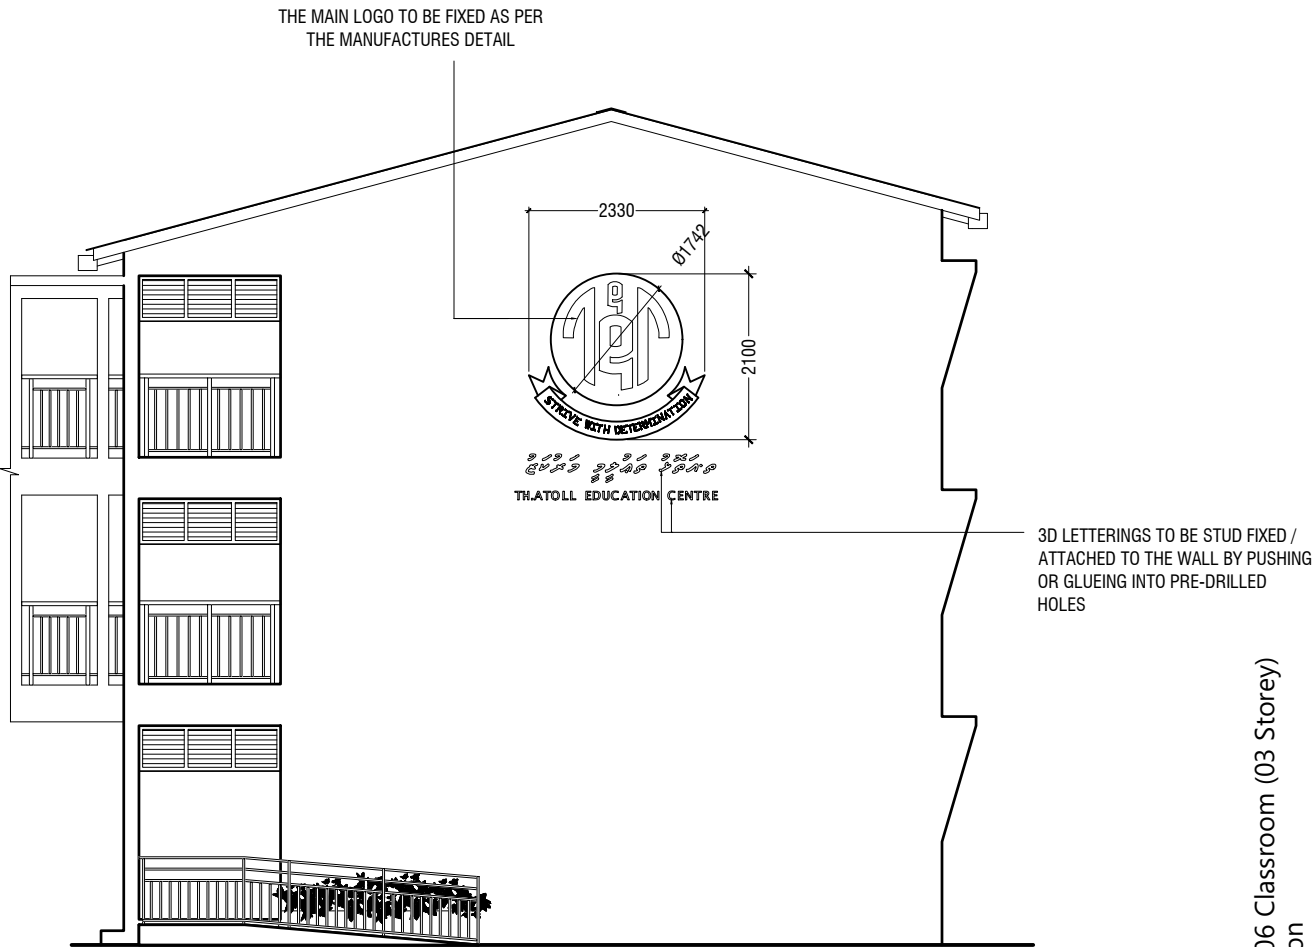 THE MAIN LOGO TO BE FIXED AS PER
THE MANUFACTURES DETAIL
2330
Ø1742
2100
STRIVE WITH DETERMINATION
TH.ATOLL EDUCATION CENTRE
3D LETTERINGS TO BE STUD FIXED /
ATTACHED TO THE WALL BY PUSHING
OR GLUEING INTO PRE-DRILLED
HOLES
06 Classroom (03 Storey)
on